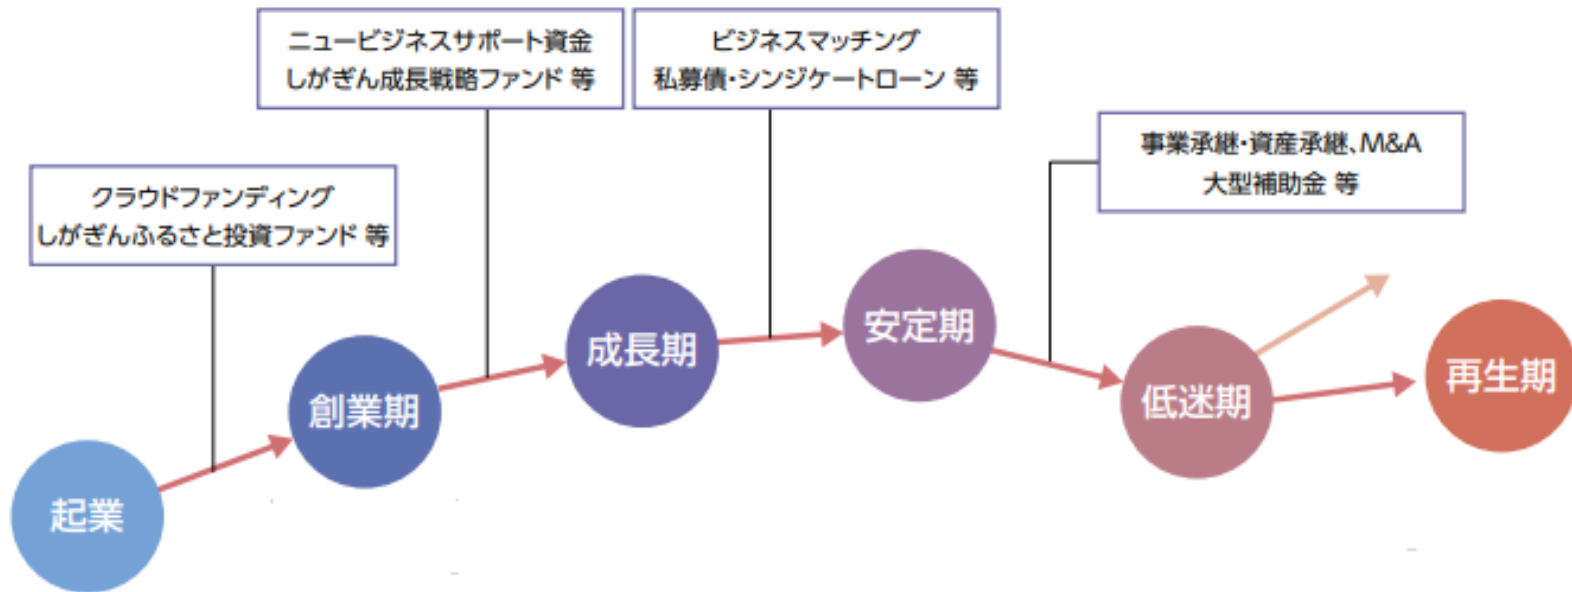 ニュービジネスサポート資金
しがぎん成長戦略ファンド 等
ビジネスマッチング
私募債・シンジケートローン 等
事業承継・資産承継、M&A
大型補助金 等
クラウドファンディング
しがぎんふるさと投資ファンド 等
起業
創業期
成長期
安定期
低迷期
再生期